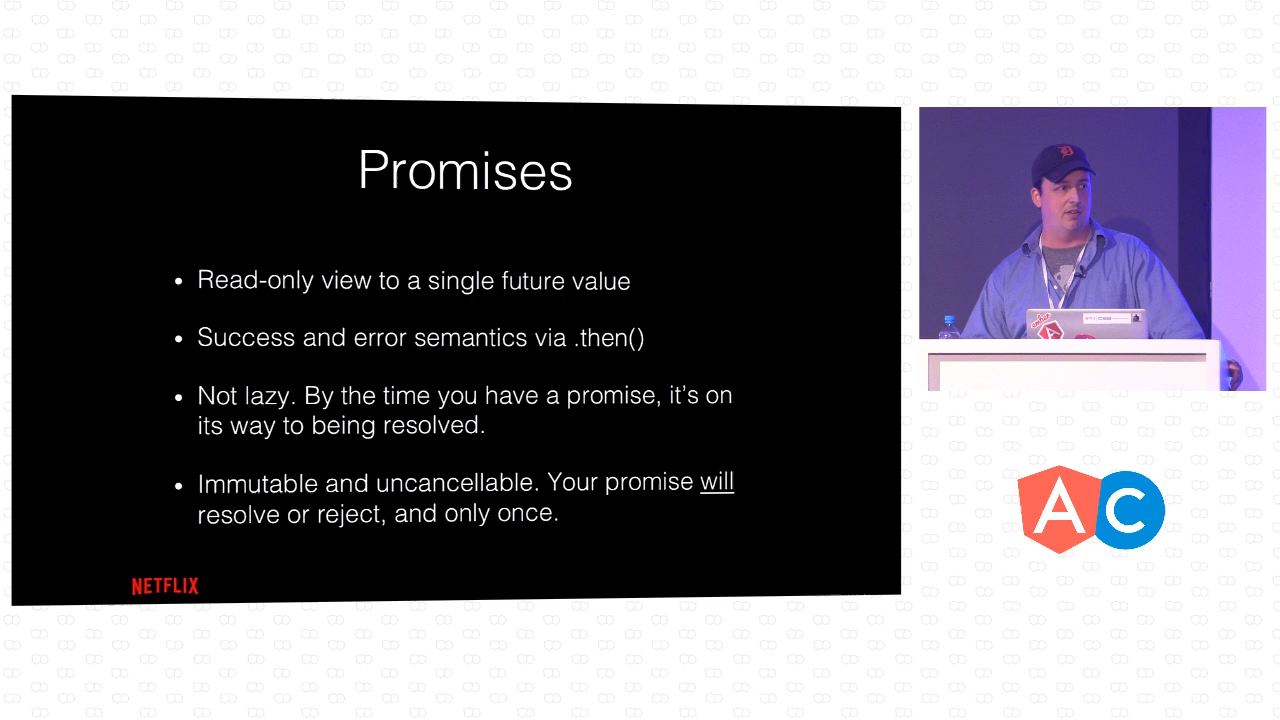 Promises
• Read-only view to a single future value
• Success and error semantics via .then()
• Not lazy. By the time you have a promise, it's on
its way to being resolved.
• Immutable and uncancellable. Your promise will
resolve or reject, and only once.
NETFLIX
D
A
AC